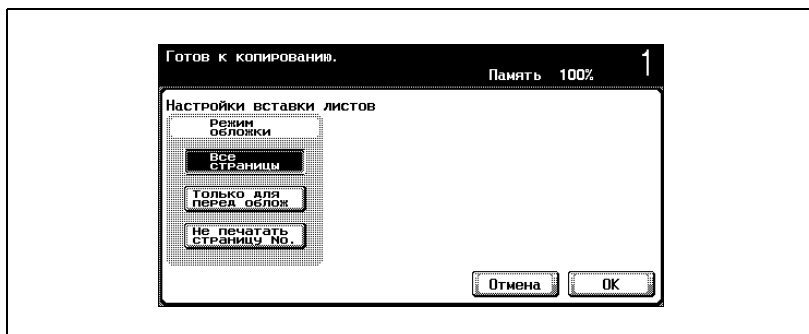 Готов к копированию.
Память 100%
1
Настройки вставки листов
Режим
обложки
Все
страницы
Только для
перед облож
Не печатать
страницу No.
Отмена
OK